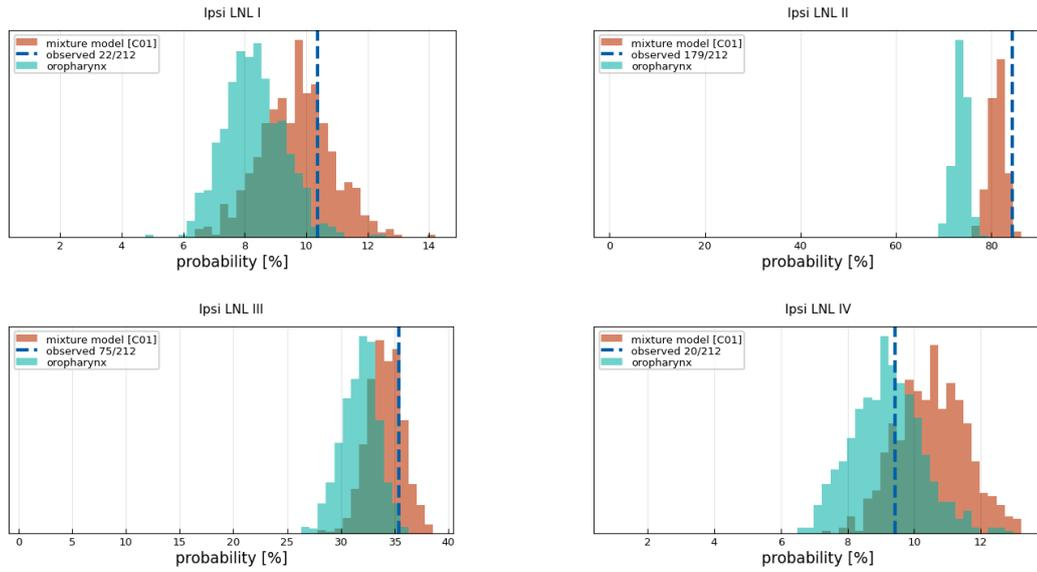 Ipsi LNL I
mixture model [C01]
observed 22/212
oropharynx
2 4 6 8 10 12 14
probability [%]
Ipsi LNL II
mixture model [C01]
observed 179/212
oropharynx
0 20 40 60 80
probability [%]
Ipsi LNL III
mixture model [C01]
observed 75/212
oropharynx
0 5 10 15 20 25 30 35 40
probability [%]
Ipsi LNL IV
mixture model [C01]
observed 20/212
oropharynx
2 4 6 8 10 12
probability [%]